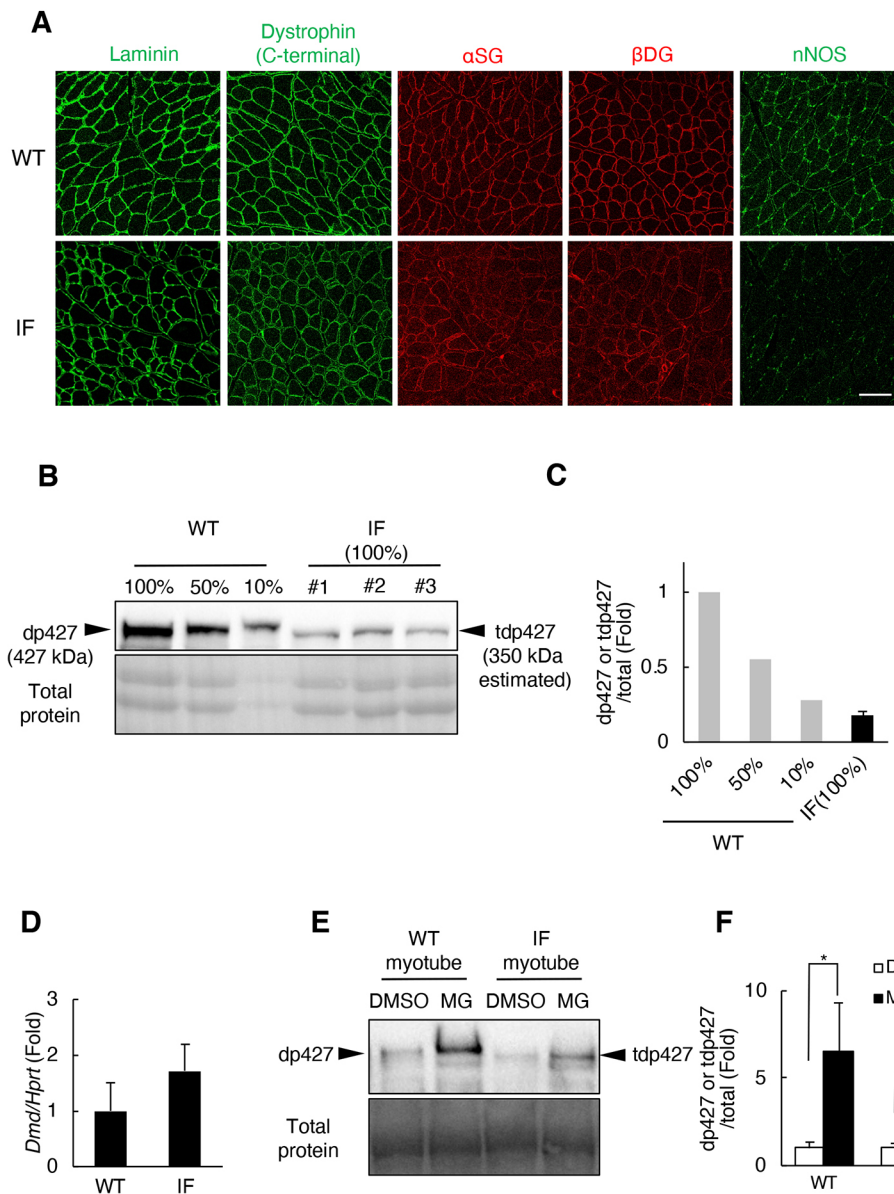 A
Laminin
Dystrophin
(C-terminal)
αSG
βDG
nNOS
WT
IF
B
WT
IF
(100%)
100%
50%
10%
#1
#2
#3
dp427
(427 kDa)
tdp427
(350 kDa
estimated)
Total
protein
C
dp427 or tdp427
/total (Fold)
1
0.5
0
100%
50%
10%
IF(100%)
WT
D
Dmd/Hprt (Fold)
3
2
1
0
WT
IF
E
WT
myotube
IF
myotube
DMSO
MG
DMSO
MG
dp427
tdp427
Total
protein
F
dp427 or tdp427
/total (Fold)
10
5
0
*
WT